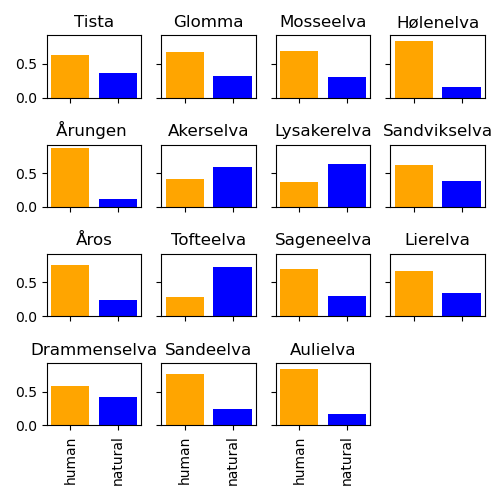 Tista Glomma Mosseelva Hølenelva
0.5
0.0
Årungen Akerselva Lysakerelva Sandvikselva
0.5
0.0
Åros Tofteelva Sageneelva Lierelva
0.5
0.0
Drammenselva Sandeelva Aulielva
0.5
0.0
human natural human natural human natural